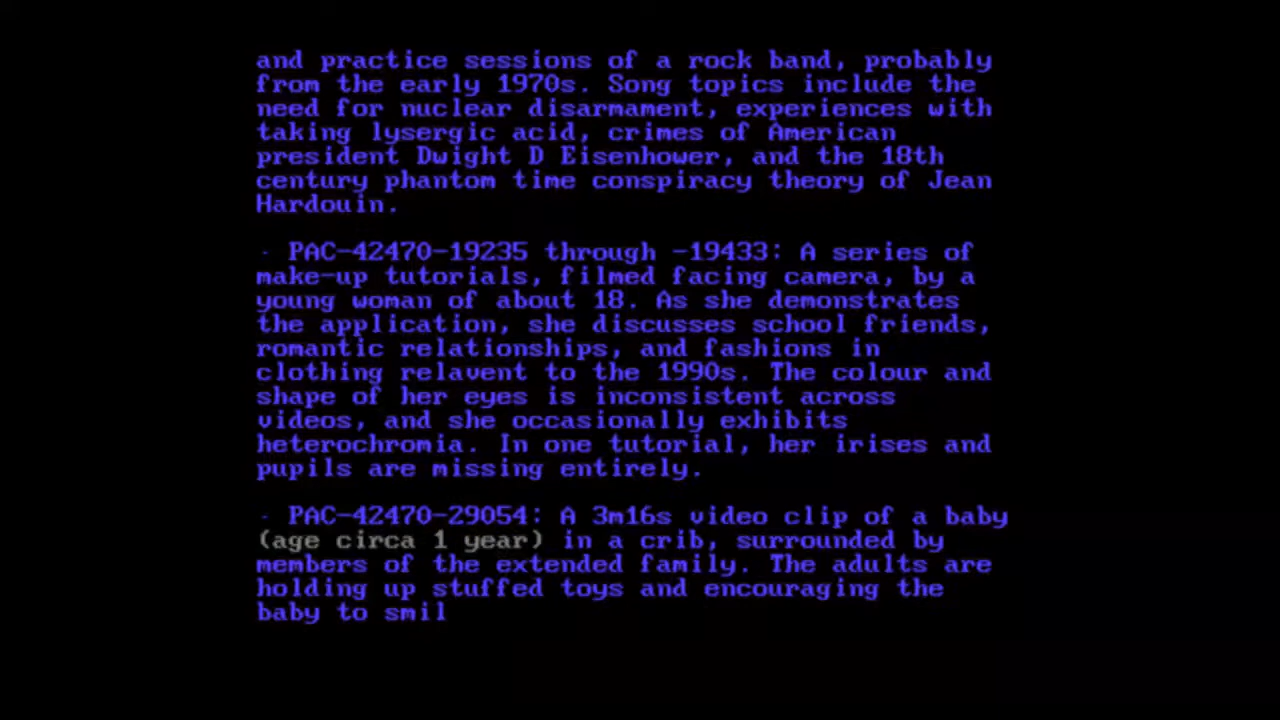 and practice sessions of a rock band, probably
from the early 1970s. Song topics include the
need for nuclear disarmament, experiences with
taking lysergic acid, crimes of American
president Dwight D Eisenhower, and the 18th
century phantom time conspiracy theory of Jean
Hardouin.
· PAC-42470-19235 through -19433: A series of
make-up tutorials, filmed facing camera, by a
young woman of about 18. As she demonstrates
the application, she discusses school friends,
romantic relationships, and fashions in
clothing relavent to the 1990s. The colour and
shape of her eyes is inconsistent across
videos, and she occasionally exhibits
heterochromia. In one tutorial, her irises and
pupils are missing entirely.
· PAC-42470-29054: A 3m16s video clip of a baby
(age circa 1 year) in a crib, surrounded by
members of the extended family. The adults are
holding up stuffed toys and encouraging the
baby to smil